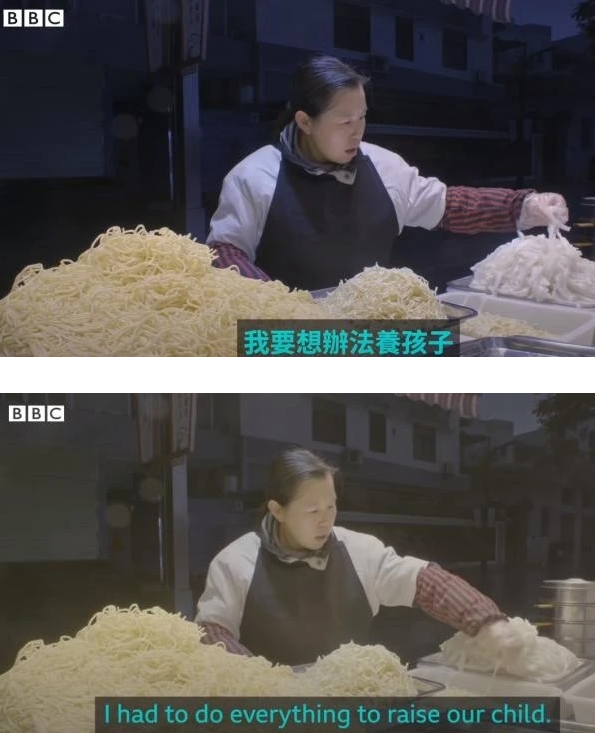 BBC
我要想辦法養孩子
BBC
I had to do everything to raise our child.